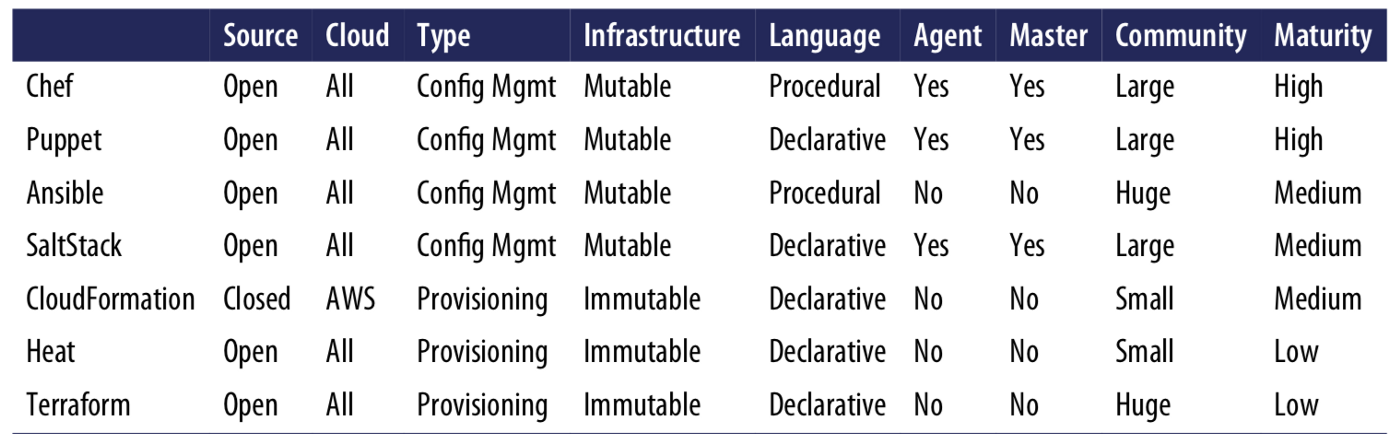 Source Cloud Type Infrastructure Language Agent Master Community Maturity
Chef Open All Config Mgmt Mutable Procedural Yes Yes Large High
Puppet Open All Config Mgmt Mutable Declarative Yes Yes Large High
Ansible Open All Config Mgmt Mutable Procedural No No Huge Medium
SaltStack Open All Config Mgmt Mutable Declarative Yes Yes Large Medium
CloudFormation Closed AWS Provisioning Immutable Declarative No No Small Medium
Heat Open All Provisioning Immutable Declarative No No Small Low
Terraform Open All Provisioning Immutable Declarative No No Huge Low